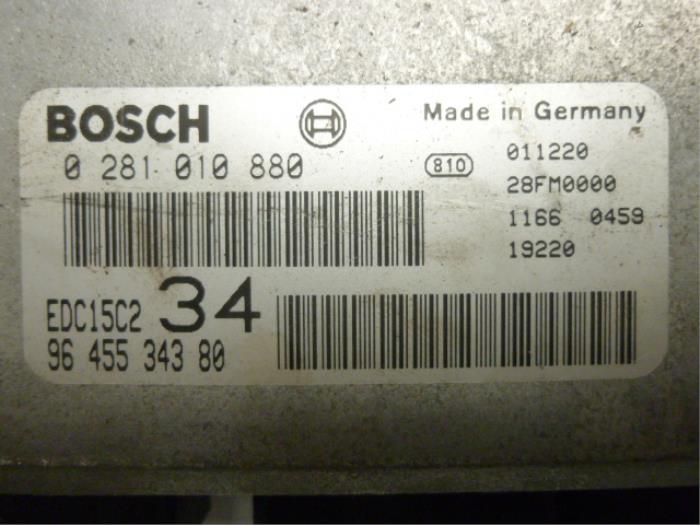 BOSCH
Made in Germany
0 281 010 880
810
011220
28FM0000
1166 0459
19220
EDC15C2 34
96 455 343 80